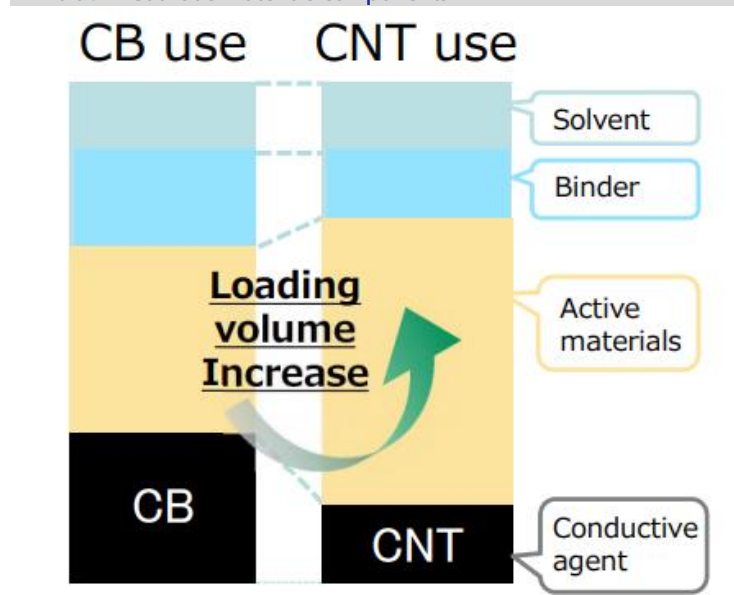 CB use
CNT use
Solvent
Binder
Loading
volume
Increase
Active
materials
CB
CNT
Conductive
agent